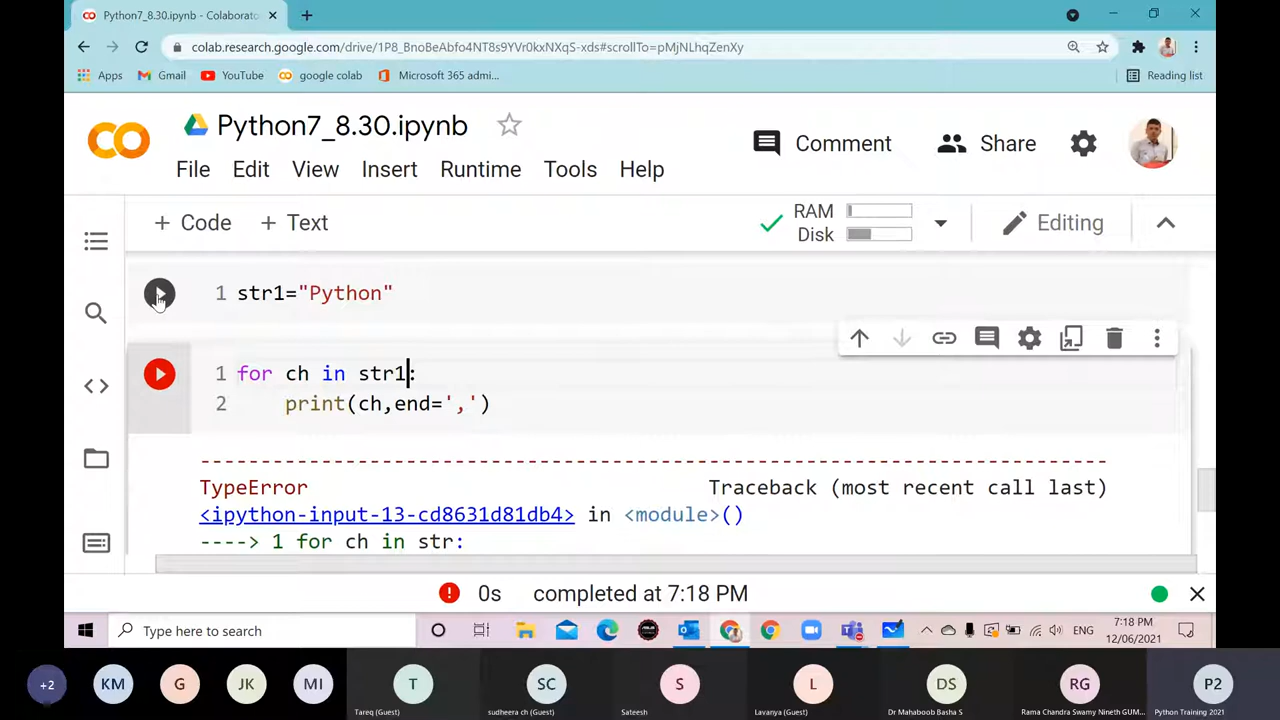 Python7_8.30.ipynb - Colaborato
colab.research.google.com/drive/1P8_BnoBeAbfo4NT8s9YVr0kxNXqS-xds#scrollTo=pMjNLhqZenXy
Apps Gmail YouTube google colab Microsoft 365 admi... Reading list
Python7_8.30.ipynb
Comment Share
File Edit View Insert Runtime Tools Help
+ Code + Text
RAM
Disk
Editing
1 str1="Python"
1 for ch in str1:
2 print(ch,end=',')
---------------------------------------------------------------------------
TypeError Traceback (most recent call last)
<ipython-input-13-cd8631d81db4> in <module>()
----> 1 for ch in str:
0s completed at 7:18 PM
Type here to search
ENG
7:18 PM
12/06/2021
+2 KM G JK MI T SC S L DS RG P2
Tareq (Guest) sudheera ch (Guest) Sateesh Lavanya (Guest) Dr Mahaboob Basha S Rama Chandra Swamy Nineth GUM... Python Training 2021